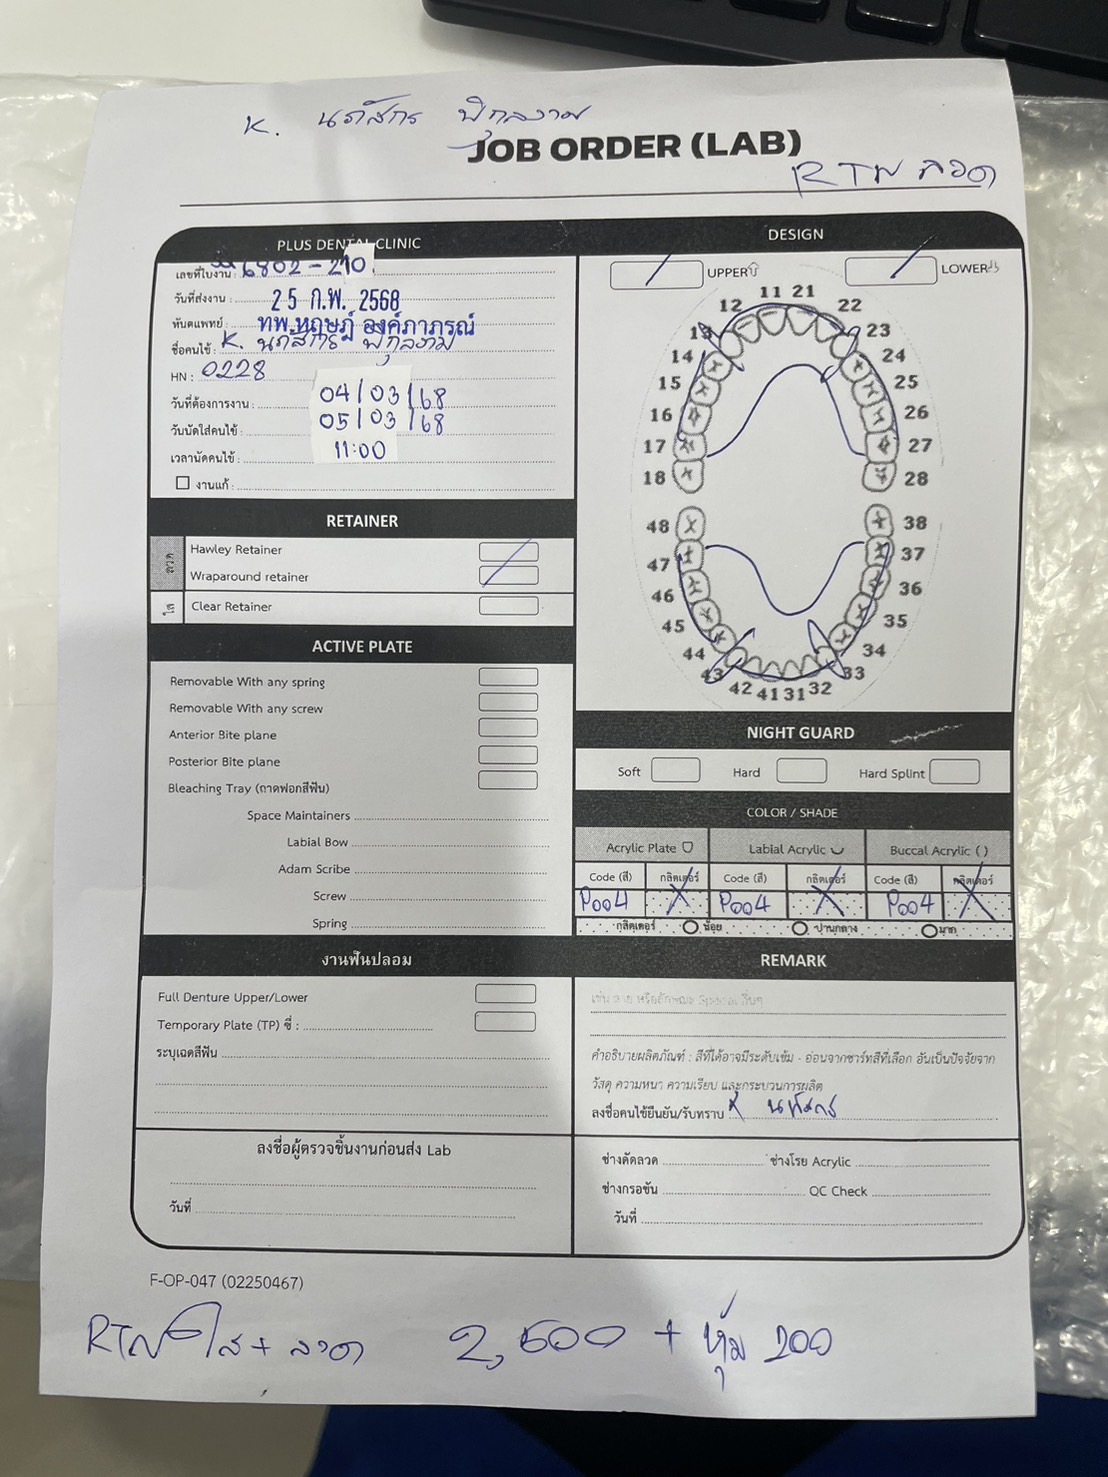 K. นภัสกร พิกุลงาม
JOB ORDER (LAB)
RTN ลวด
PLUS DENTAL CLINIC
เลขที่ใบงาน : 6802-210
วันที่ส่งงาน : 25 ก.พ. 2568
ทันตแพทย์ : ทพ.หฤษฎ์ องค์ภาภรณ์
ชื่อคนไข้ : K. นภัสกร พิกุลงาม
HN : 0228
วันที่ต้องการงาน : 04/03/68
วันนัดใส่คนไข้ : 05/03/68
เวลานัดคนไข้ : 11:00
งานแก้ :
DESIGN
UPPER
LOWER
11 21
12 22
13 23
14 24
15 25
16 26
17 27
18 28
48 38
47 37
46 36
45 35
44 34
43 33
42 41 31 32
RETAINER
ลวด
Hawley Retainer
Wraparound retainer
ใส
Clear Retainer
ACTIVE PLATE
Removable With any spring
Removable With any screw
Anterior Bite plane
Posterior Bite plane
Bleaching Tray (ถาดฟอกสีฟัน)
Space Maintainers
Labial Bow
Adam Scribe
Screw
Spring
NIGHT GUARD
Soft Hard Hard Splint
COLOR / SHADE
Acrylic Plate Labial Acrylic Buccal Acrylic ( )
Code (สี) กลิตเตอร์ Code (สี) กลิตเตอร์ Code (สี) กลิตเตอร์
P004 X P004 X P004 X
กลิตเตอร์ น้อย ปานกลาง มาก
งานฟันปลอม
Full Denture Upper/Lower
Temporary Plate (TP) ซี่ :
ระบุเฉดสีฟัน
REMARK
เช่น ลาย หรือลักษณะ Special อื่นๆ
คำอธิบายผลิตภัณฑ์ : สีที่ได้อาจมีระดับเข้ม - อ่อนจากชาร์ทสีที่เลือก อันเป็นปัจจัยจาก
วัสดุ ความหนา ความเรียบ และกระบวนการผลิต
ลงชื่อคนไข้ยืนยัน/รับทราบ นภัสกร
ลงชื่อผู้ตรวจชิ้นงานก่อนส่ง Lab
วันที่
ช่างดัดลวด ช่างโรย Acrylic
ช่างกรอขัน QC Check
วันที่
F-OP-047 (02250467)
RTN ใส + ลวด 2,500 + หุ้ม 200